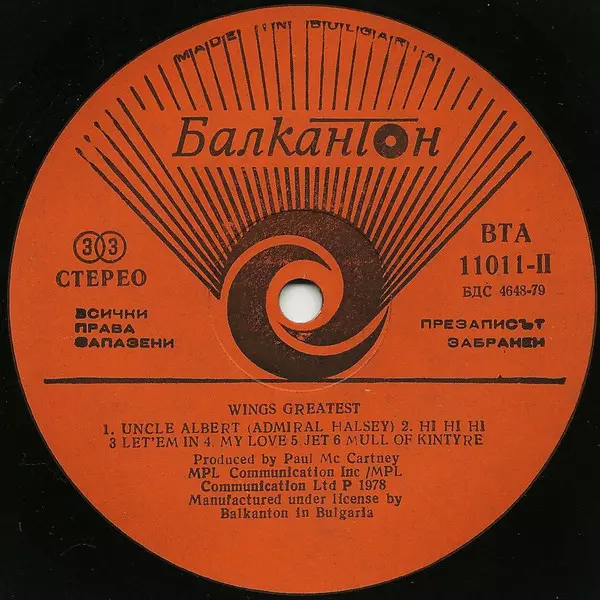 MADE IN BULGARIA
Балкантон
33
СТЕРЕО
ВСИЧКИ
ПРАВА
ЗАПАЗЕНИ
ВТА
11011-II
БДС 4648-79
ПРЕЗАПИСЪТ
ЗАБРАНЕН
WINGS GREATEST
1. UNCLE ALBERT (ADMIRAL HALSEY) 2. HI HI HI
3 LET'EM IN 4. MY LOVE 5. JET 6 MULL OF KINTYRE
Produced by Paul Mc Cartney
MPL Communication Inc /MPL
Communication Ltd P 1978
Manufactured under license by
Balkanton in Bulgaria